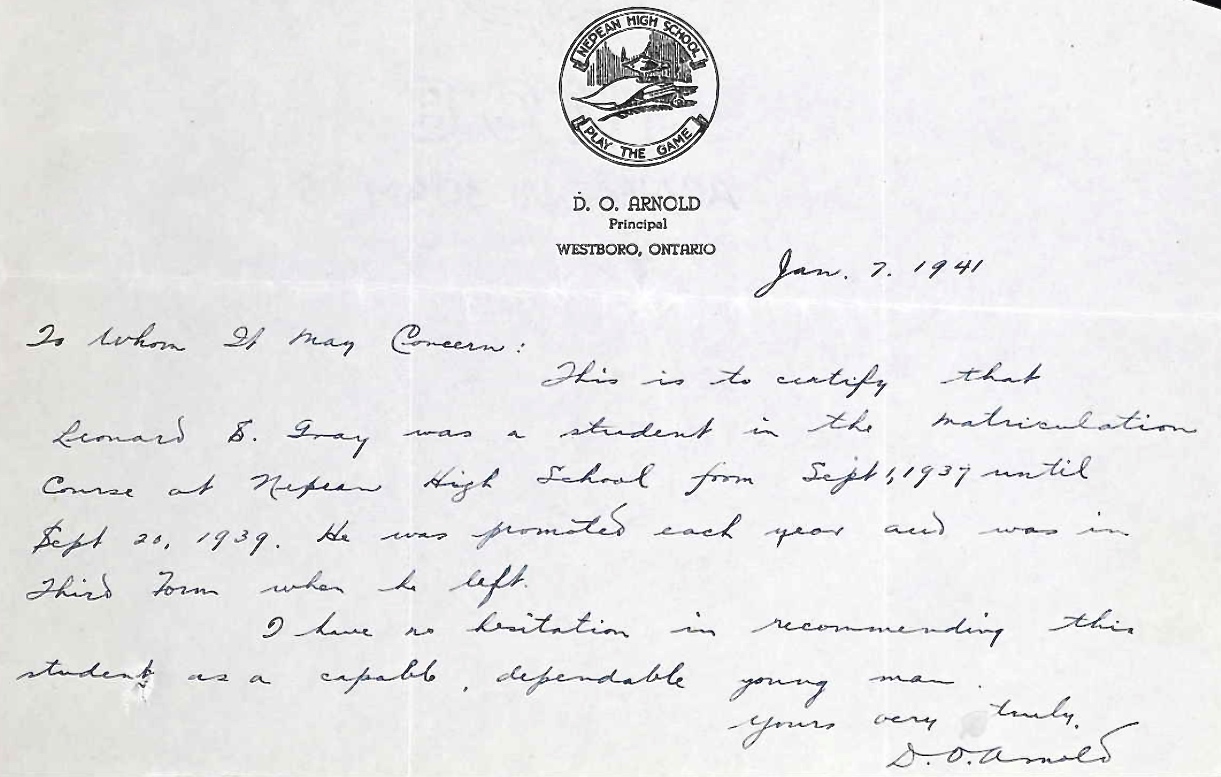 NEPEAN HIGH SCHOOL
PLAY THE GAME
D. O. ARNOLD
Principal
WESTBORO, ONTARIO
Jan. 7. 1941
To Whom It May Concern:
This is to certify that
Leonard S. Gray was a student in the Matriculation
Course at Nepean High School from Sept 1, 1937 until
Sept 20, 1939. He was promoted each year and was in
Third Form when he left.
I have no hesitation in recommending this
student as a capable, dependable young man.
Yours very truly,
D. O. Arnold